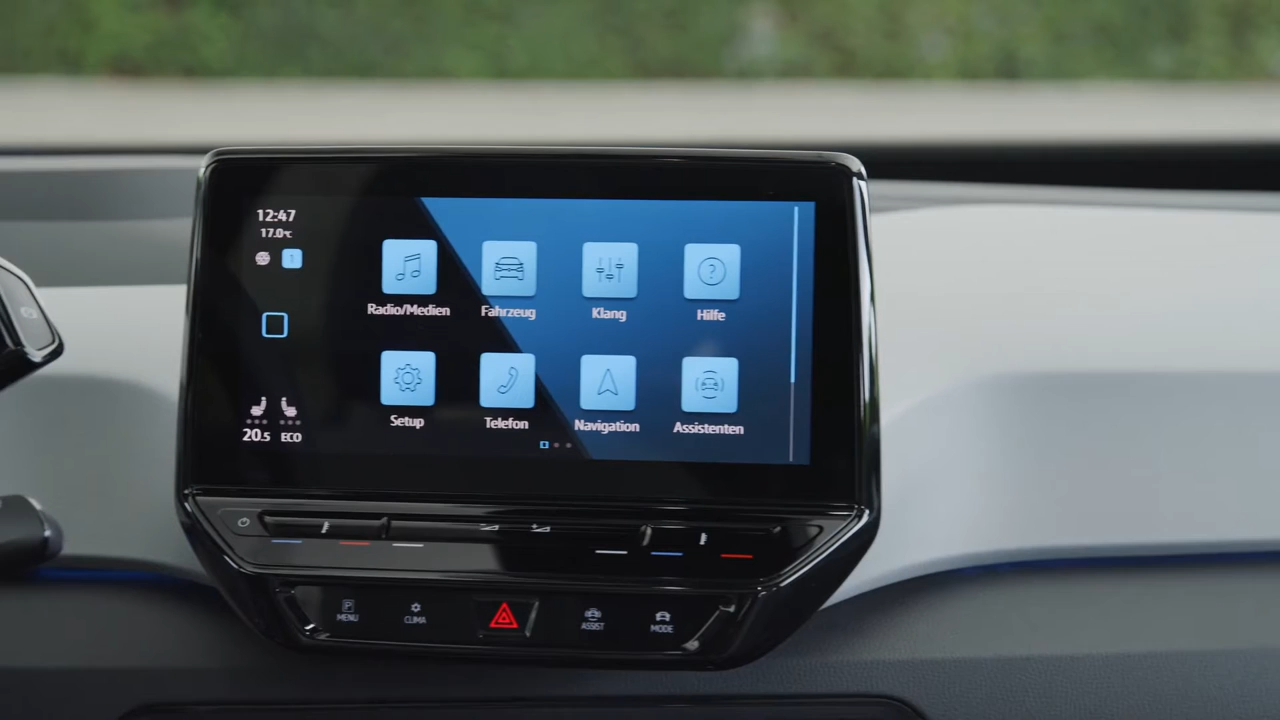 12:47
17.0°C
1
Radio/Medien
Fahrzeug
Klang
Hilfe
?
Setup
Telefon
Navigation
Assistenten
20.5
ECO
P
MENU
CLIMA
ASSIST
MODE